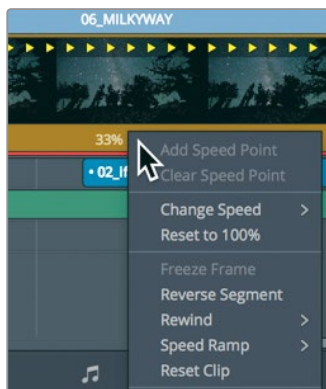 06_MILKYWAY
33%
Add Speed Point
• 02_If
Clear Speed Point
Change Speed >
Reset to 100%
Freeze Frame
Reverse Segment
Rewind >
Speed Ramp >
Reset Clip